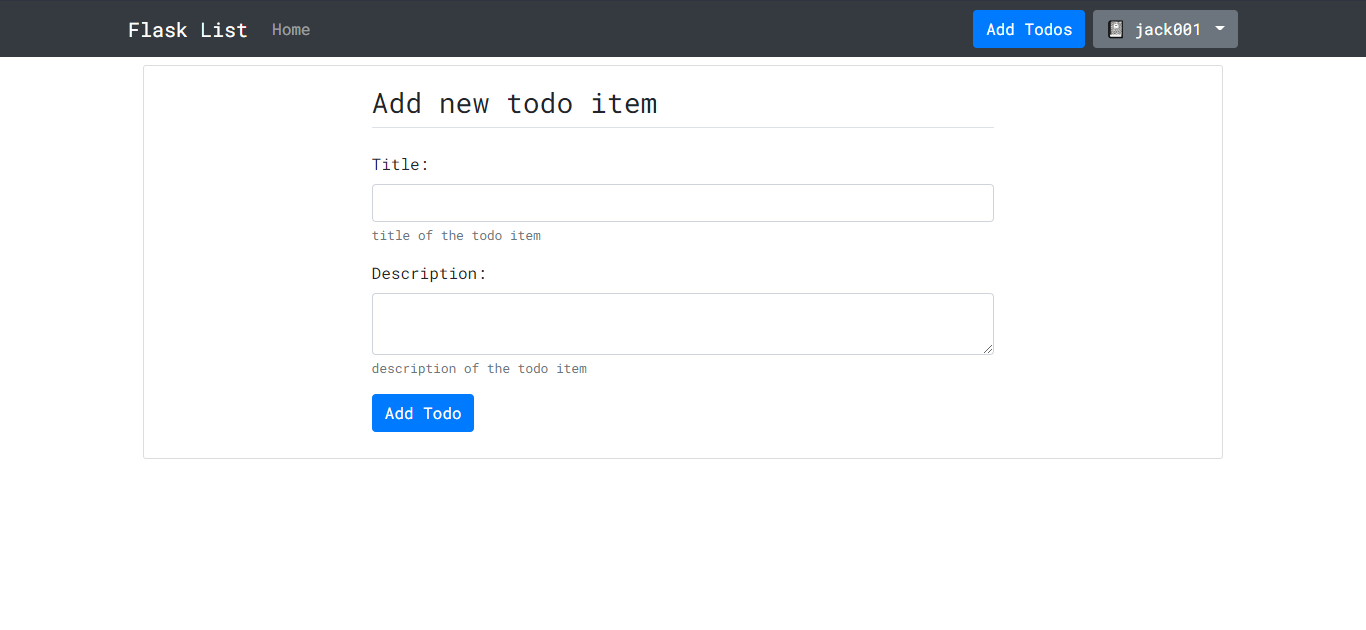 Flask List Home Add Todos jack001
Add new todo item
Title:
title of the todo item
Description:
description of the todo item
Add Todo